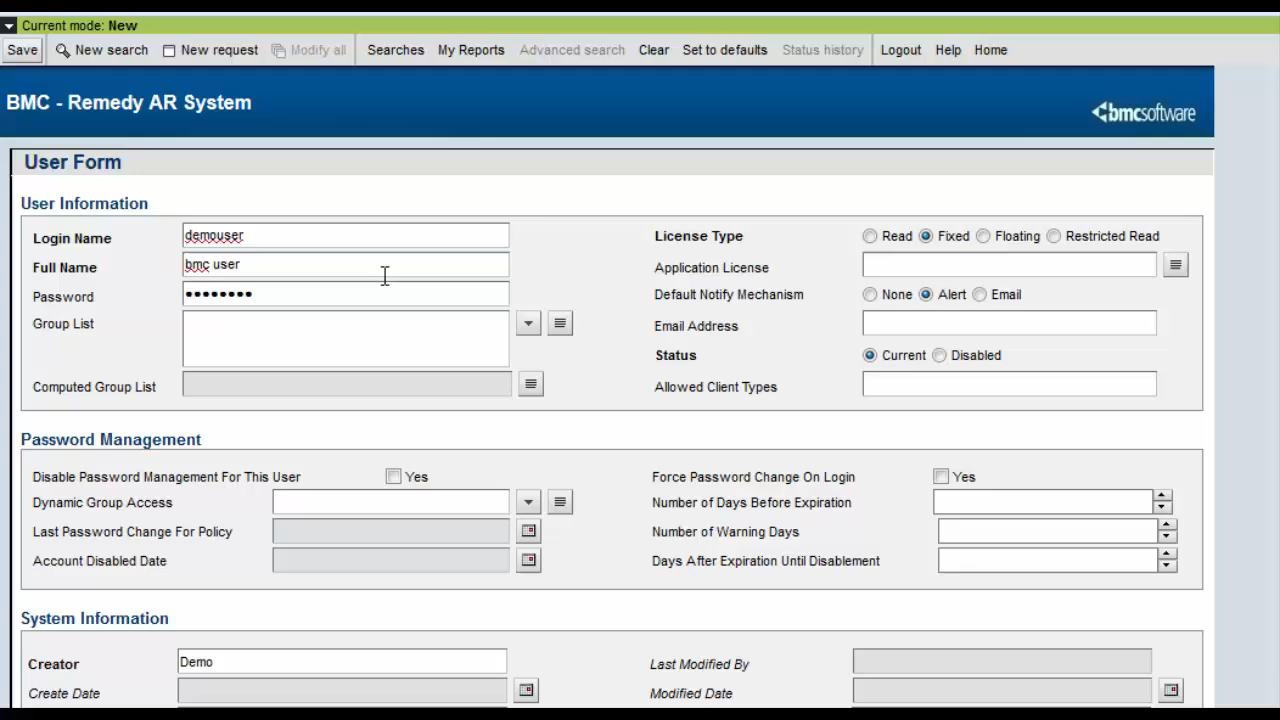 Current mode: New
Save New search New request Modify all Searches My Reports Advanced search Clear Set to defaults Status history Logout Help Home
BMC - Remedy AR System
bmcsoftware
User Form
User Information
Login Name demouser License Type Read Fixed Floating Restricted Read
Full Name bmc user Application License
Password •••••••• Default Notify Mechanism None Alert Email
Group List Email Address
Status Current Disabled
Computed Group List Allowed Client Types
Password Management
Disable Password Management For This User Yes Force Password Change On Login Yes
Dynamic Group Access Number of Days Before Expiration
Last Password Change For Policy Number of Warning Days
Account Disabled Date Days After Expiration Until Disablement
System Information
Creator Demo Last Modified By
Create Date Modified Date